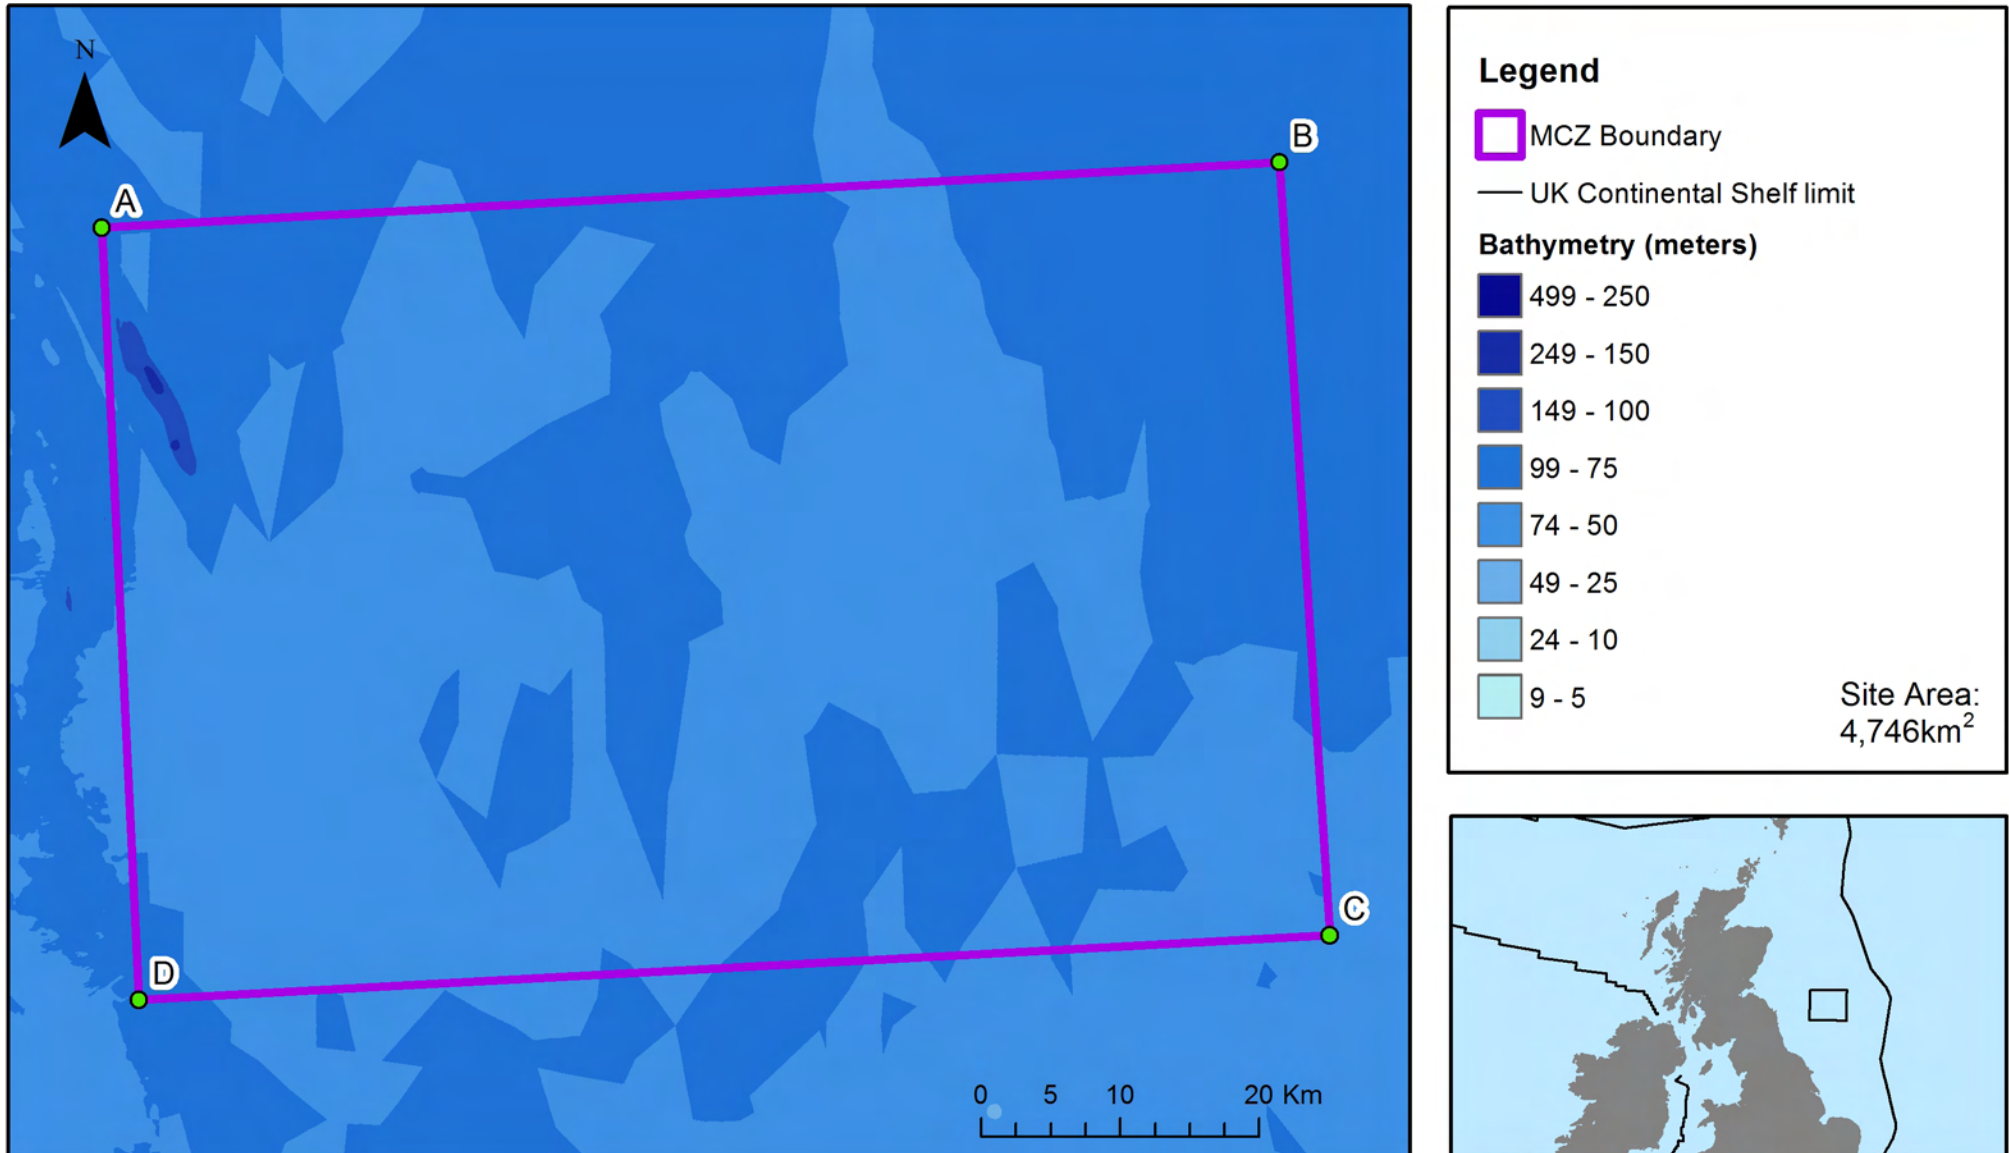 N
A
B
C
D
0 5 10 20 Km
Legend
MCZ Boundary
UK Continental Shelf limit
Bathymetry (meters)
499 - 250
249 - 150
149 - 100
99 - 75
74 - 50
49 - 25
24 - 10
9 - 5
Site Area:
4,746km²